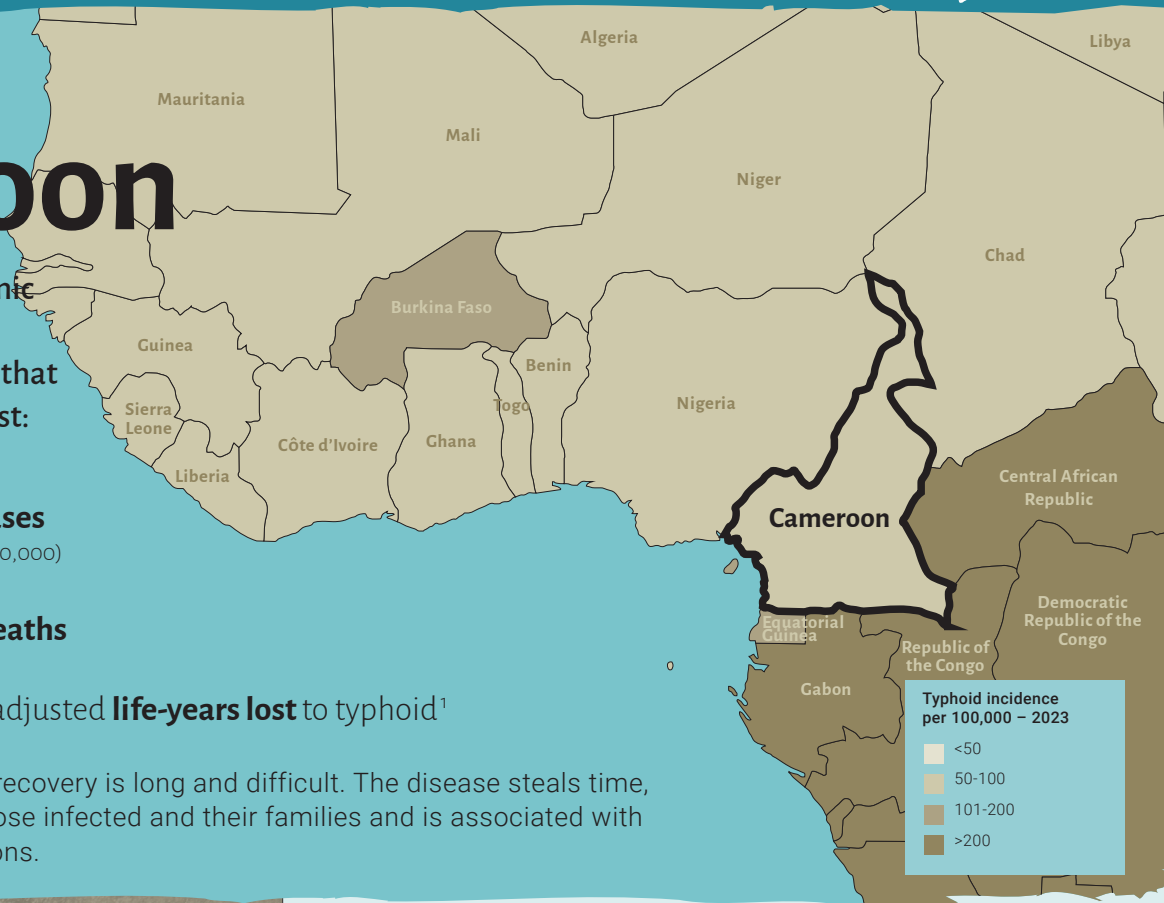 Algeria
Libya
Mauritania
Mali
oon
Niger
Chad
nic
Burkina Faso
Guinea
that
Benin
Togo
Nigeria
Sierra
Leone
st:
Côte d'Ivoire
Ghana
Liberia
Central African
Republic
ses
Cameroon
0,000)
Democratic
Republic of the
Congo
eaths
Equatorial
Guinea
Republic of
the Congo
Gabon
adjusted life-years lost to typhoid¹
Typhoid incidence
per 100,000 – 2023
<50
50-100
101-200
>200
recovery is long and difficult. The disease steals time,
ose infected and their families and is associated with
ons.